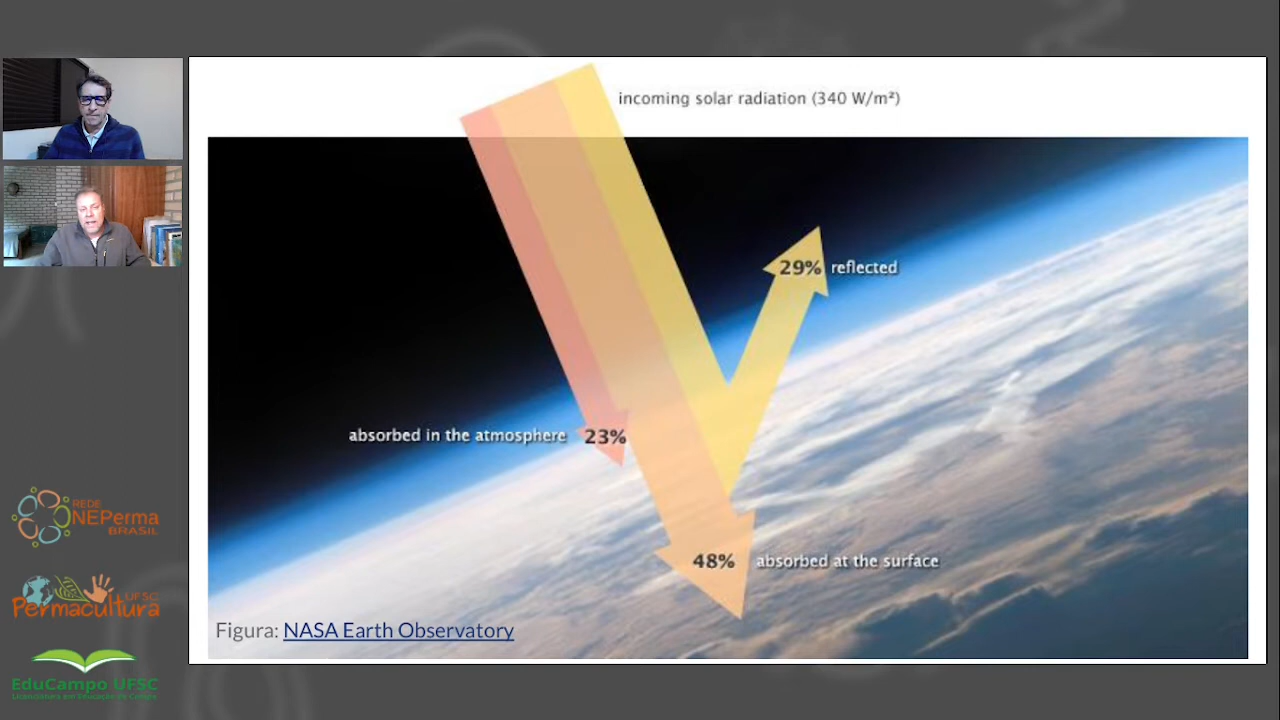 incoming solar radiation (340 W/m²)
29% reflected
absorbed in the atmosphere 23%
48% absorbed at the surface
Figura: NASA Earth Observatory
REDE
NEPerma
BRASIL
UFSC
Permacultura
EduCampo UFSC
Licenciatura em Educação do Campo